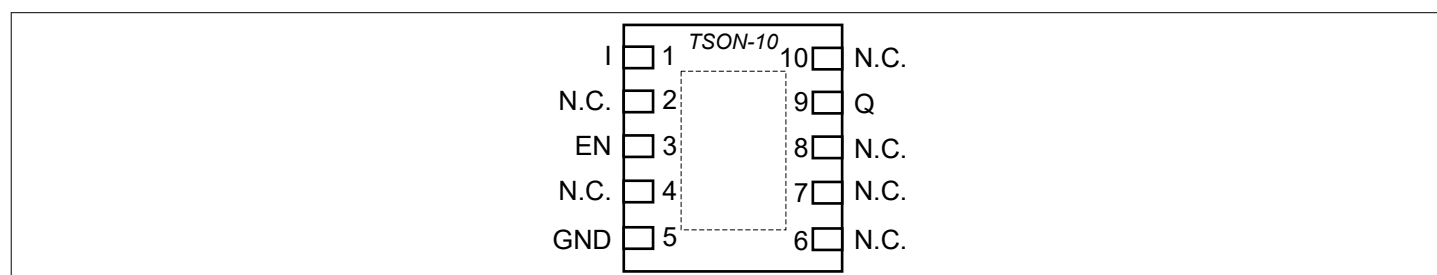 TSON-10
I 1 10 N.C.
N.C. 2 9 Q
EN 3 8 N.C.
N.C. 4 7 N.C.
GND 5 6 N.C.